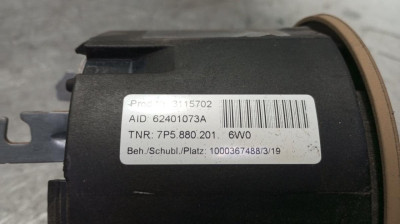 3115702
AID 62401073A
TNR: 7P5.880.201. 6W0
Beh./Schubl./Platz: 1000367488/3/19